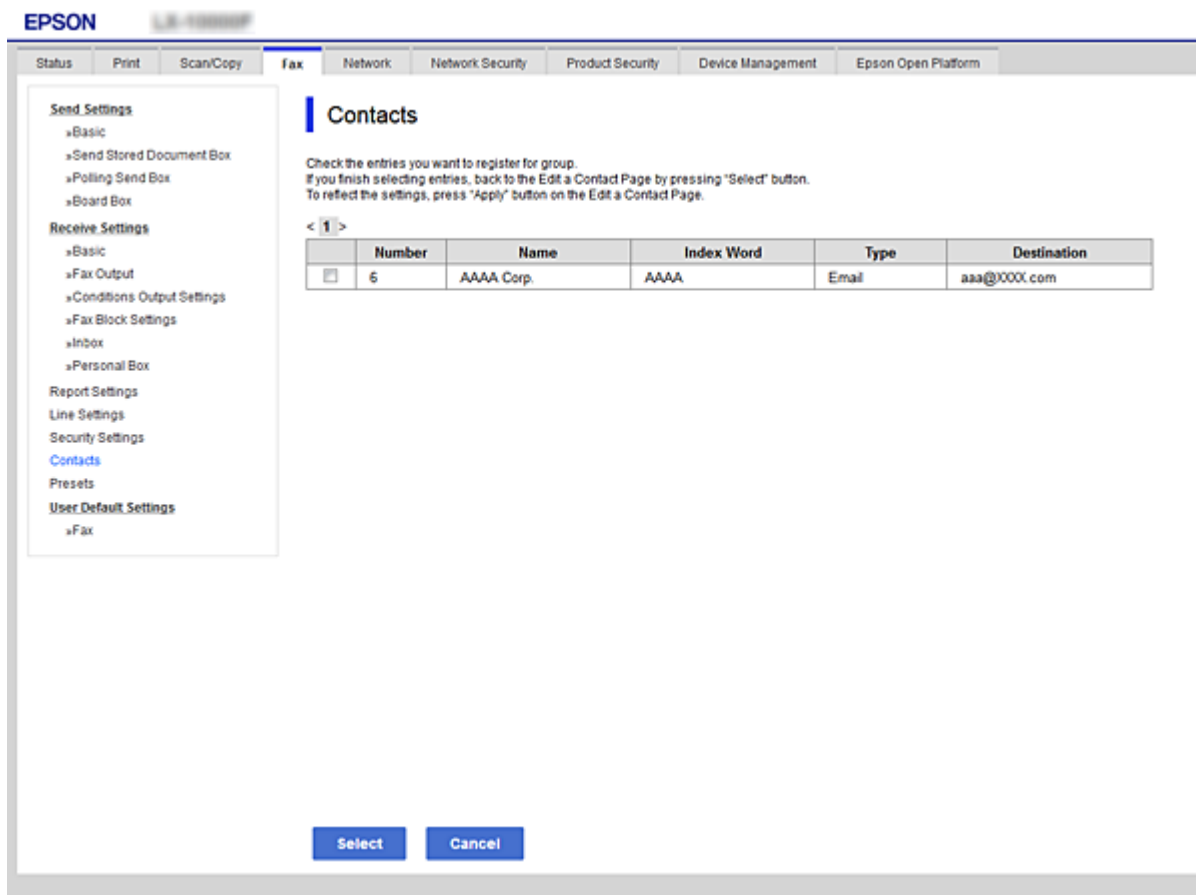 EPSON
Status Print Scan/Copy Fax Network Network Security Product Security Device Management Epson Open Platform
Send Settings
»Basic
»Send Stored Document Box
»Polling Send Box
»Board Box
Receive Settings
»Basic
»Fax Output
»Conditions Output Settings
»Fax Block Settings
»Inbox
»Personal Box
Report Settings
Line Settings
Security Settings
Contacts
Presets
User Default Settings
»Fax
Contacts
Check the entries you want to register for group.
If you finish selecting entries, back to the Edit a Contact Page by pressing "Select" button.
To reflect the settings, press "Apply" button on the Edit a Contact Page.
< 1 >
Number Name Index Word Type Destination
6 AAAA Corp. AAAA Email aaa@XXXX.com
Select Cancel